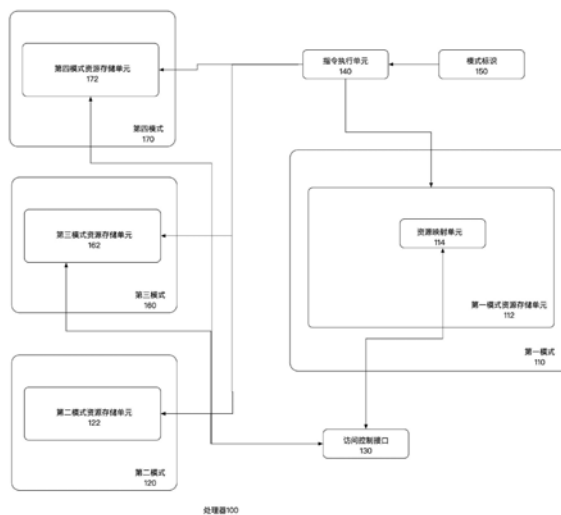 第四模式资源存储单元
172
第四模式
170
指令执行单元
140
模式标识
150
第三模式资源存储单元
162
第三模式
160
资源映射单元
114
第一模式资源存储单元
112
第一模式
110
第二模式资源存储单元
122
第二模式
120
访问控制接口
130
处理器100